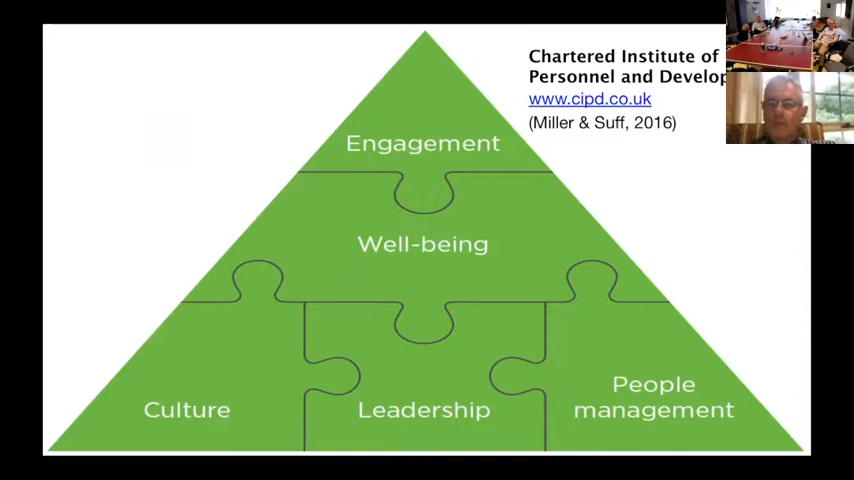 Chartered Institute of
Personnel and Develop
www.cipd.co.uk
(Miller & Suff, 2016)
Engagement
Well-being
Culture
Leadership
People
management